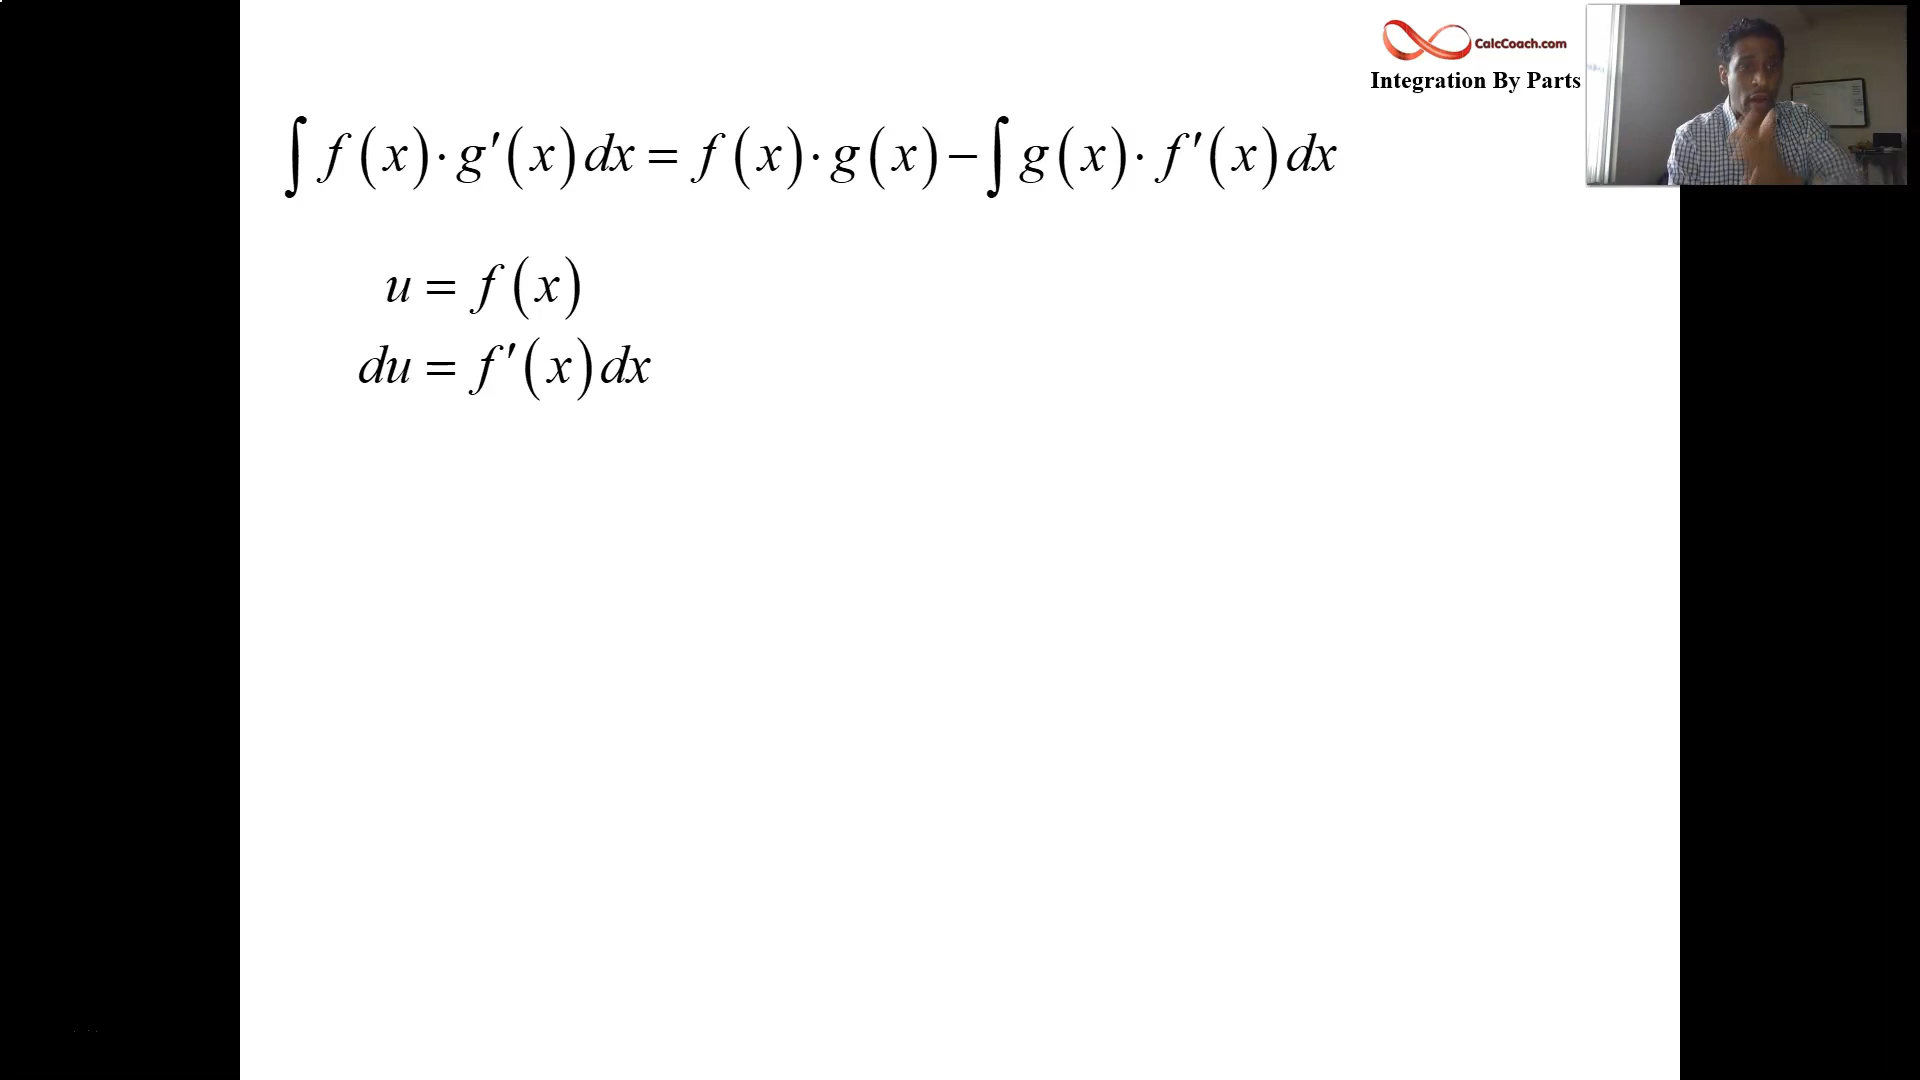 CalcCoach.com
Integration By Parts
∫ f(x)·g′(x)dx = f(x)·g(x) − ∫ g(x)·f′(x)dx
u = f(x)
du = f′(x)dx